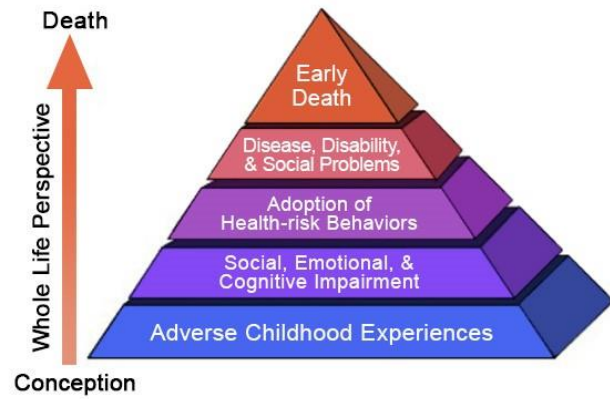 Death
Whole Life Perspective
Conception
Early
Death
Disease, Disability,
& Social Problems
Adoption of
Health-risk Behaviors
Social, Emotional, &
Cognitive Impairment
Adverse Childhood Experiences